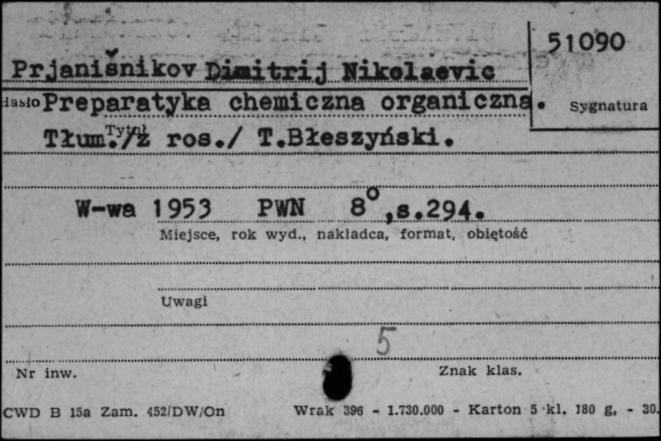 51090
Prjanišnikov Dimitrij Nikolaevic
Hasło Preparatyka chemiczna organiczna. Sygnatura
Tytuł
Tłum./z ros./ T.Błeszyński.
W-wa 1953 PWN 8°,s.294.
Miejsce, rok wyd., nakładca, format, objętość
Uwagi
5
Nr inw. Znak klas.
CWD B 15a Zam. 452/DW/On Wrak 396 - 1.730.000 - Karton 5 kl. 180 g. - 30.